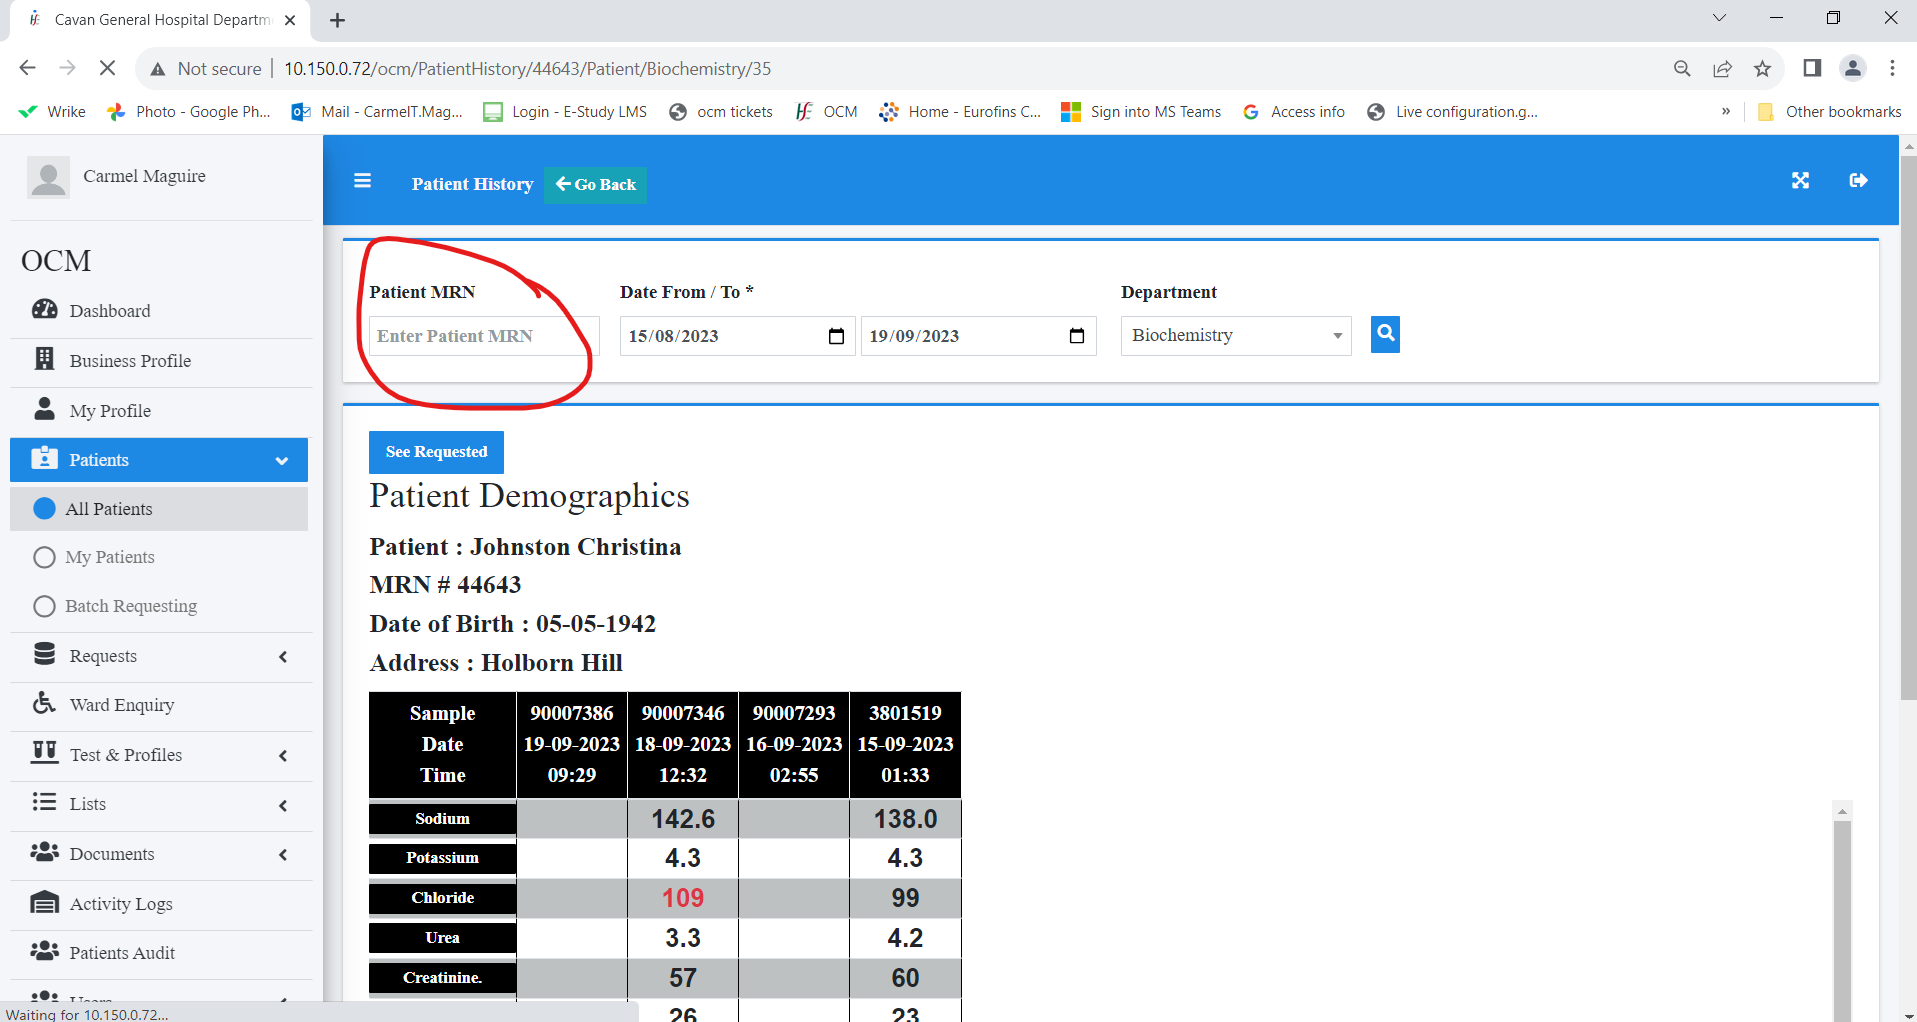 Cavan General Hospital Departm
Not secure
10.150.0.72/ocm/PatientHistory/44643/Patient/Biochemistry/35
Wrike
Photo - Google Ph...
Mail - CarmelT.Mag...
Login - E-Study LMS
ocm tickets
OCM
Home - Eurofins C...
Sign into MS Teams
Access info
Live configuration.g...
»
Other bookmarks
Carmel Maguire
OCM
Dashboard
Business Profile
My Profile
Patients
All Patients
My Patients
Batch Requesting
Requests
Ward Enquiry
Test & Profiles
Lists
Documents
Activity Logs
Patients Audit
Users
Waiting for 10.150.0.72...
Patient History
Go Back
Patient MRN
Enter Patient MRN
Date From / To *
15/08/2023
19/09/2023
Department
Biochemistry
See Requested
Patient Demographics
Patient : Johnston Christina
MRN # 44643
Date of Birth : 05-05-1942
Address : Holborn Hill
Sample 90007386 90007346 90007293 3801519
Date 19-09-2023 18-09-2023 16-09-2023 15-09-2023
Time 09:29 12:32 02:55 01:33
Sodium 142.6 138.0
Potassium 4.3 4.3
Chloride 109 99
Urea 3.3 4.2
Creatinine. 57 60
26 23